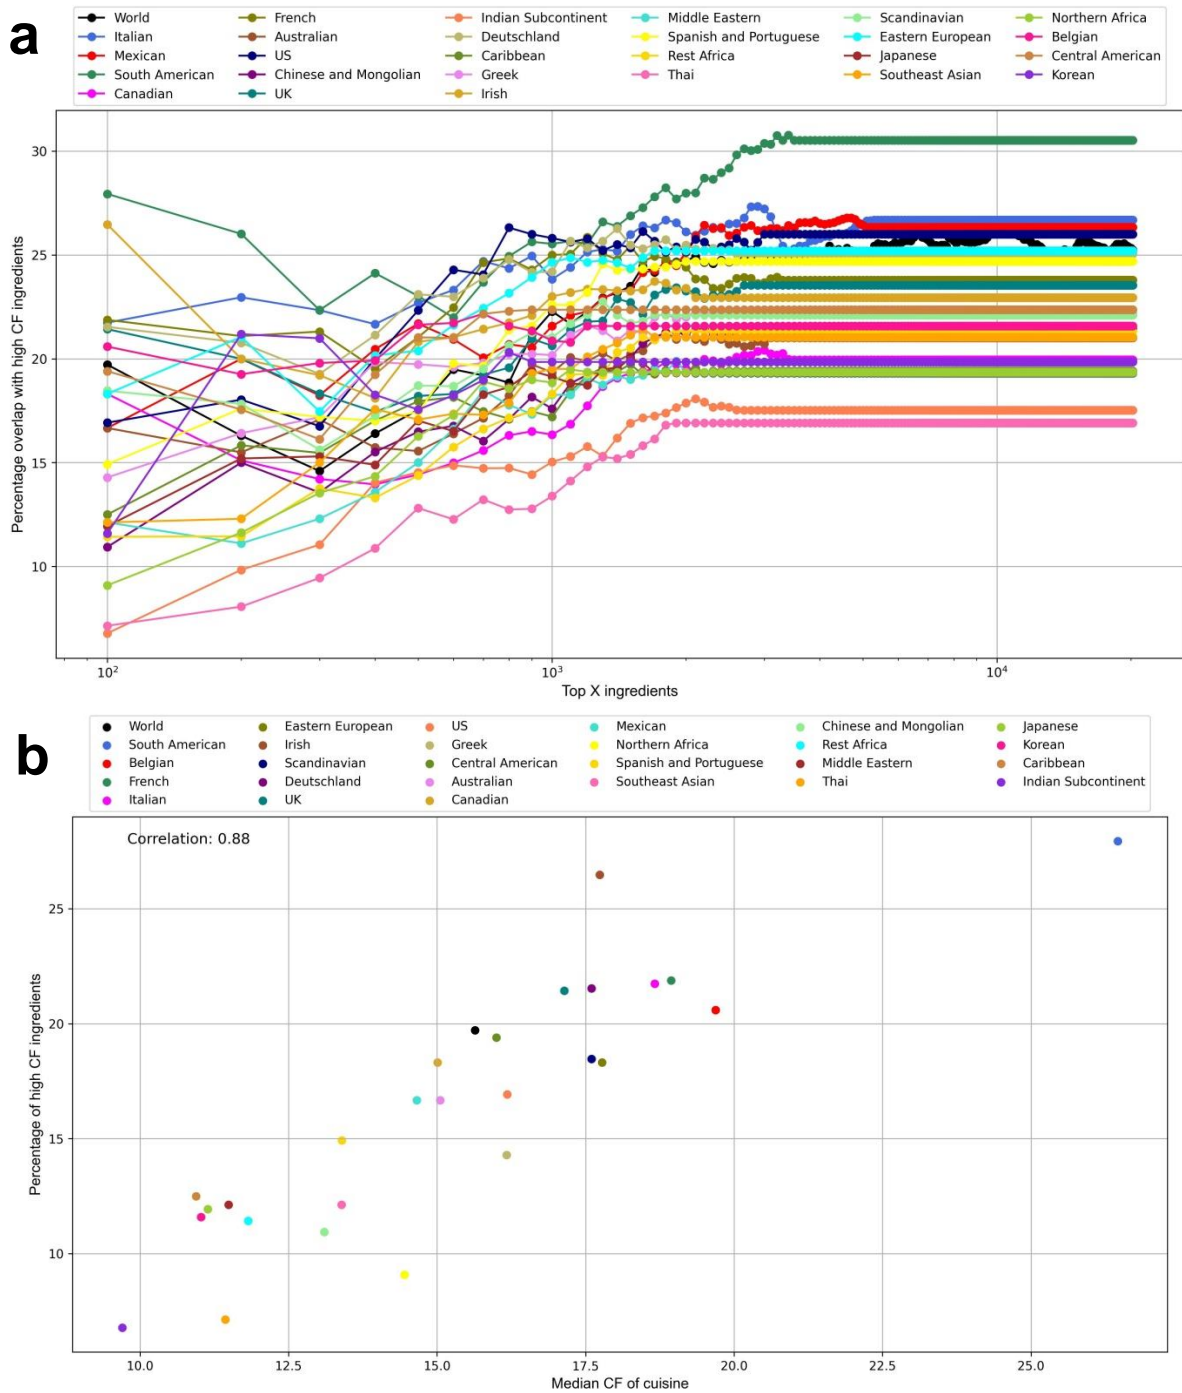 a
World French Indian Subcontinent Middle Eastern Scandinavian Northern Africa
Italian Australian Deutschland Spanish and Portuguese Eastern European Belgian
Mexican US Caribbean Rest Africa Japanese Central American
South American Chinese and Mongolian Greek Thai Southeast Asian Korean
Canadian UK Irish
Percentage overlap with high CF ingredients
30
25
20
15
10
10² 10³ 10⁴
Top X ingredients
b
World Eastern European US Mexican Chinese and Mongolian Japanese
South American Irish Greek Northern Africa Rest Africa Korean
Belgian Scandinavian Central American Spanish and Portuguese Middle Eastern Caribbean
French Deutschland Australian Southeast Asian Thai Indian Subcontinent
Italian UK Canadian
Correlation: 0.88
Percentage of high CF ingredients
25
20
15
10
10.0 12.5 15.0 17.5 20.0 22.5 25.0
Median CF of cuisine